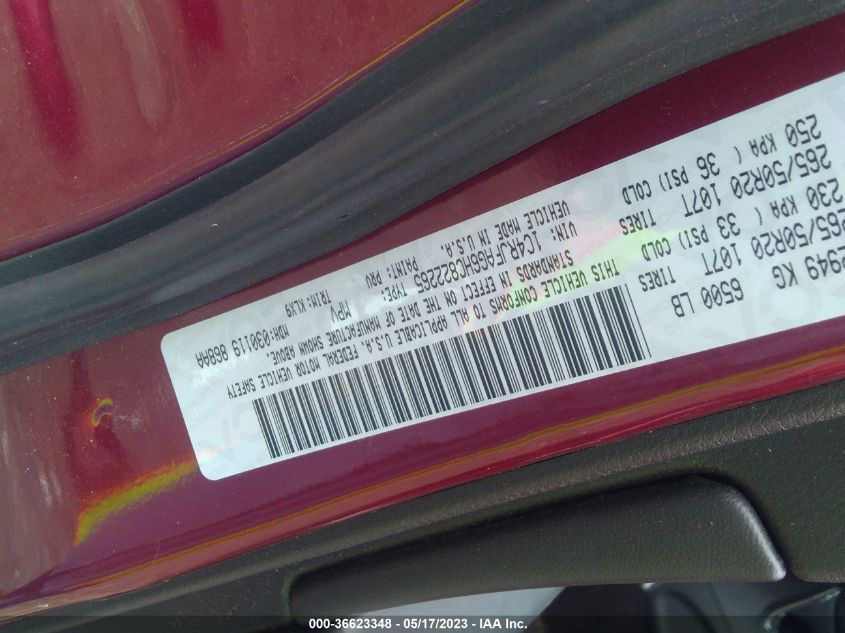 2949 KG
6500 LB
265/50R20 107T TIRES
230 KPA ( 33 PSI) COLD
265/50R20 107T TIRES
250 KPA ( 36 PSI) COLD
THIS VEHICLE CONFORMS TO ALL APPLICABLE U.S.A. FEDERAL MOTOR VEHICLE SAFETY
STANDARDS IN EFFECT ON THE DATE OF MANUFACTURE SHOWN ABOVE.
VIN: 1C4RJFAG6HC822265 TYPE: MPV MDH:030119 868AA
VEHICLE MADE IN U.S.A. PAINT: PRV TRIM: KLX9
000-36623348 - 05/17/2023 - IAA Inc.